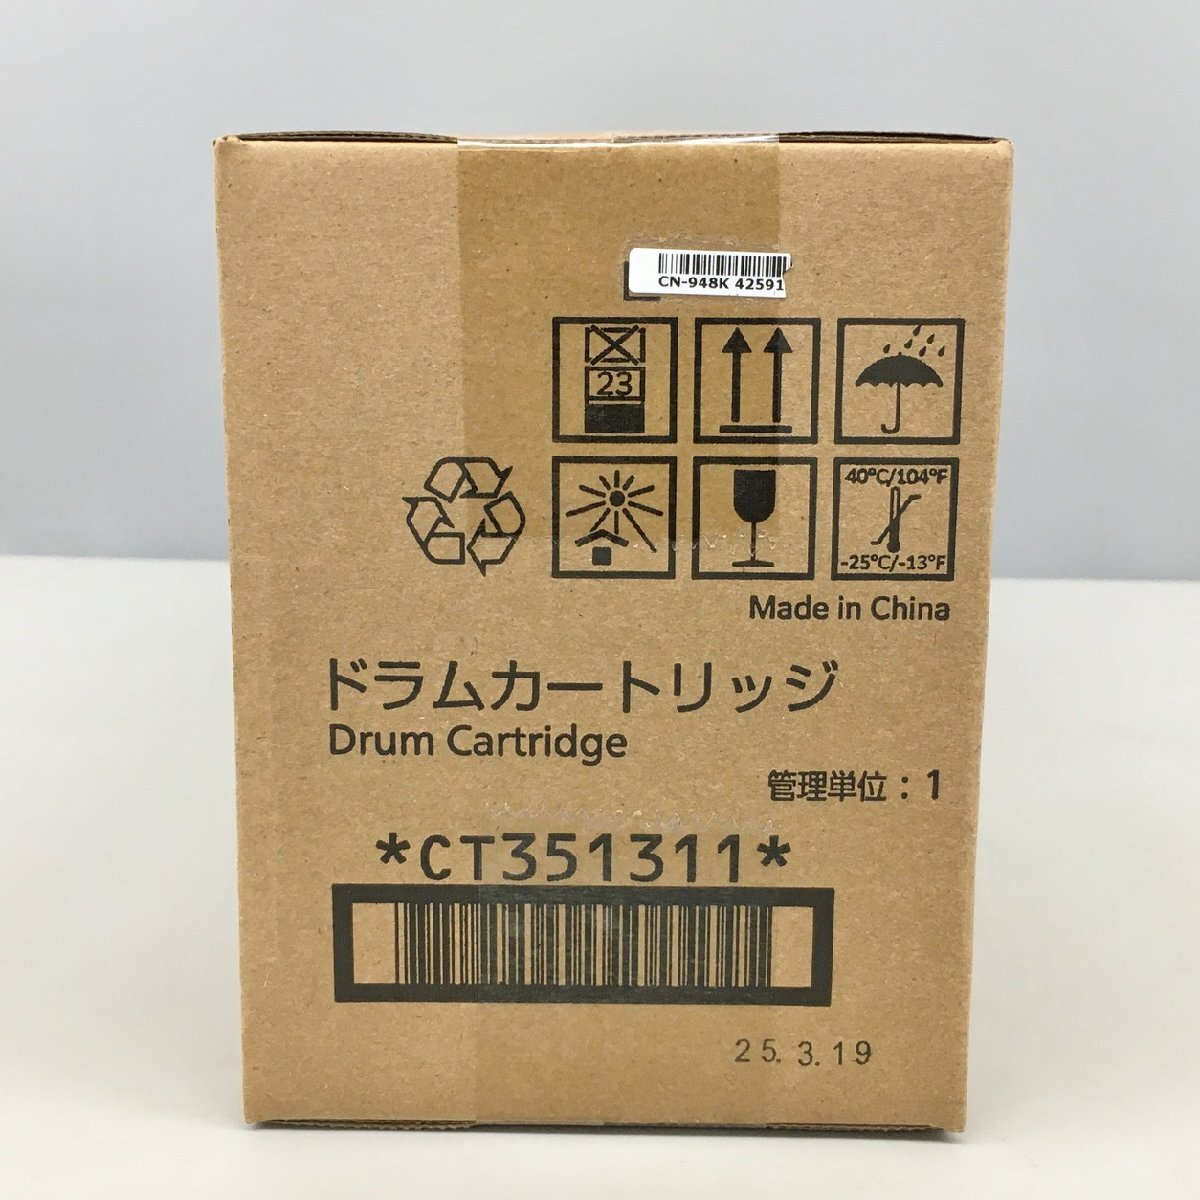 CN-948K 42591
23
40°C/104°F
-25°C/-13°F
Made in China
ドラムカートリッジ
Drum Cartridge
管理単位：1
*CT351311*
25.3.19